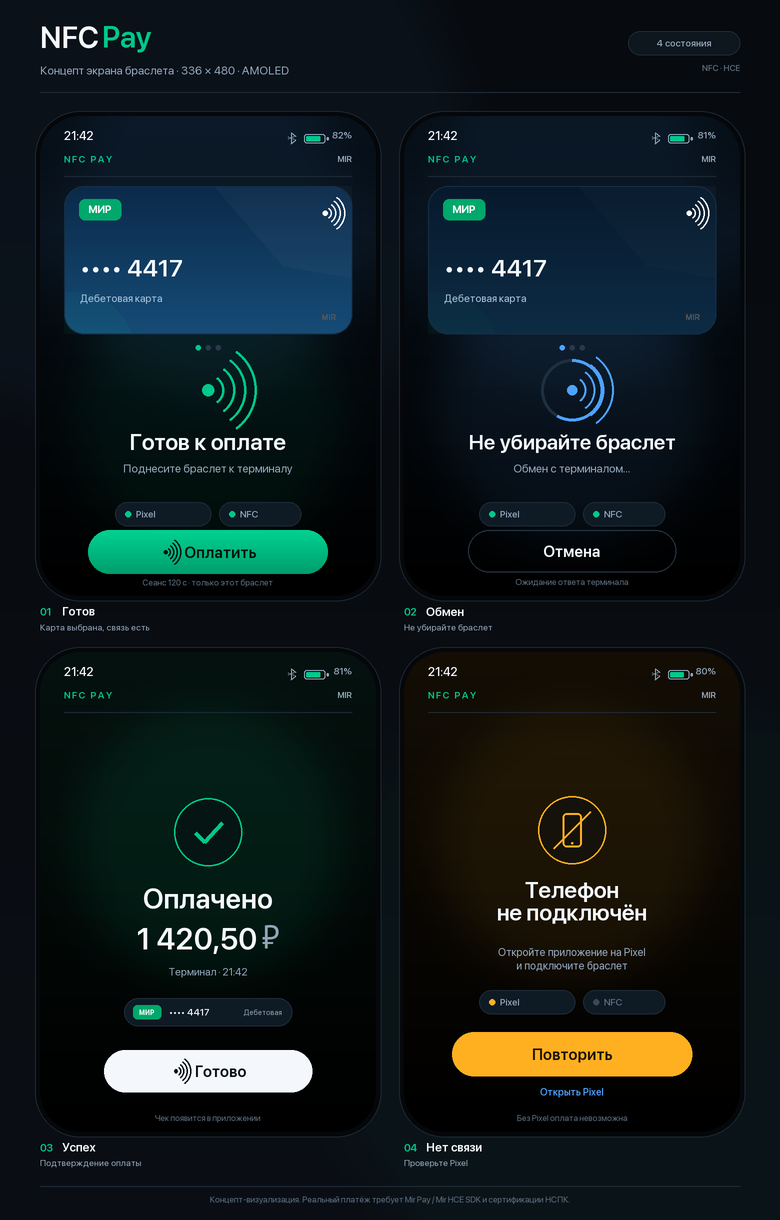 NFC Pay
4 состояния
Концепт экрана браслета · 336 × 480 · AMOLED
NFC · HCE
21:42
82%
NFC PAY
MIR
МИР
•••• 4417
Дебетовая карта
MIR
Готов к оплате
Поднесите браслет к терминалу
Pixel
NFC
Оплатить
Сеанс 120 с · только этот браслет
01 Готов
Карта выбрана, связь есть
21:42
81%
NFC PAY
MIR
МИР
•••• 4417
Дебетовая карта
MIR
Не убирайте браслет
Обмен с терминалом…
Pixel
NFC
Отмена
Ожидание ответа терминала
02 Обмен
Не убирайте браслет
21:42
81%
NFC PAY
MIR
Оплачено
1 420,50 ₽
Терминал · 21:42
МИР •••• 4417 Дебетовая
Готово
Чек появится в приложении
03 Успех
Подтверждение оплаты
21:42
80%
NFC PAY
MIR
Телефон
не подключён
Откройте приложение на Pixel
и подключите браслет
Pixel
NFC
Повторить
Открыть Pixel
Без Pixel оплата невозможна
04 Нет связи
Проверьте Pixel
Концепт-визуализация. Реальный платёж требует Mir Pay / Mir HCE SDK и сертификации НСПК.